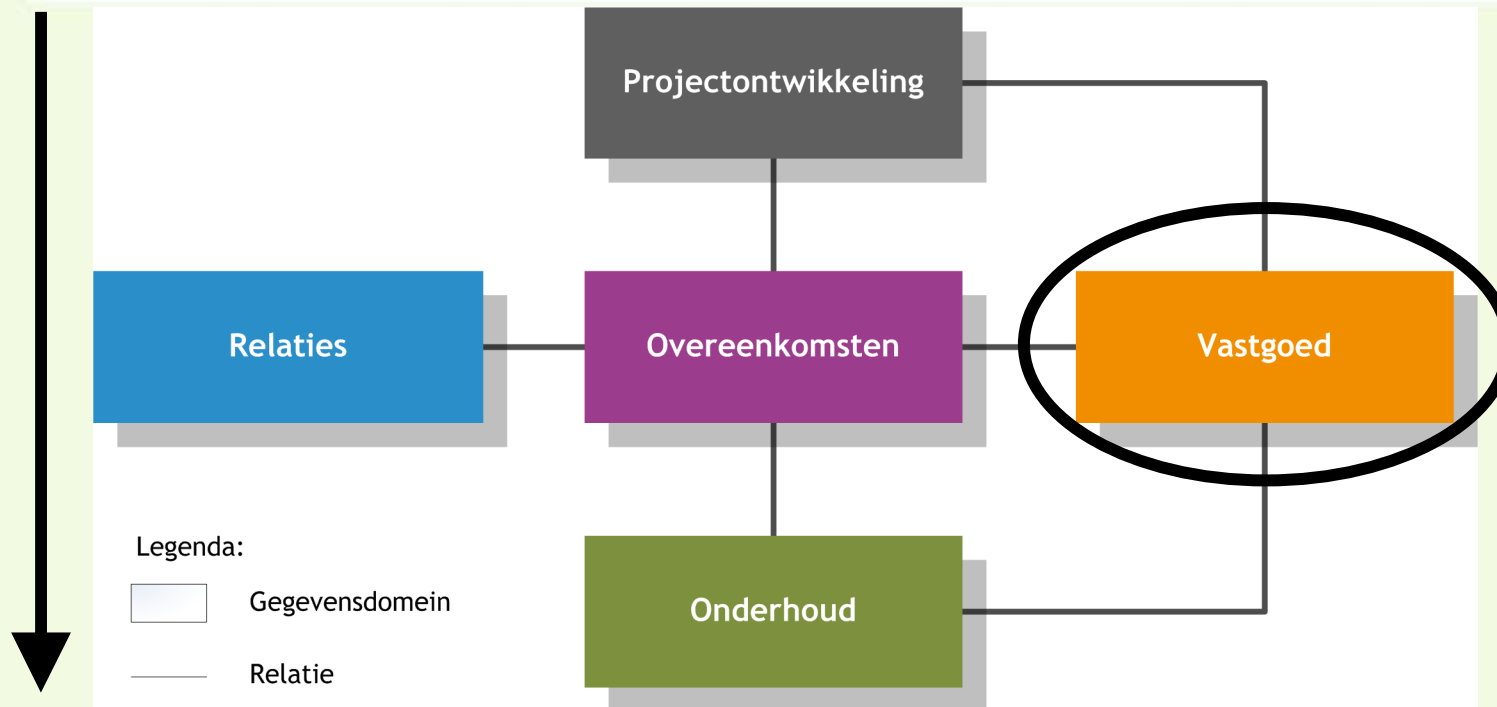 Projectontwikkeling
Relaties
Overeenkomsten
Vastgoed
Onderhoud
Legenda:
Gegevensdomein
Relatie